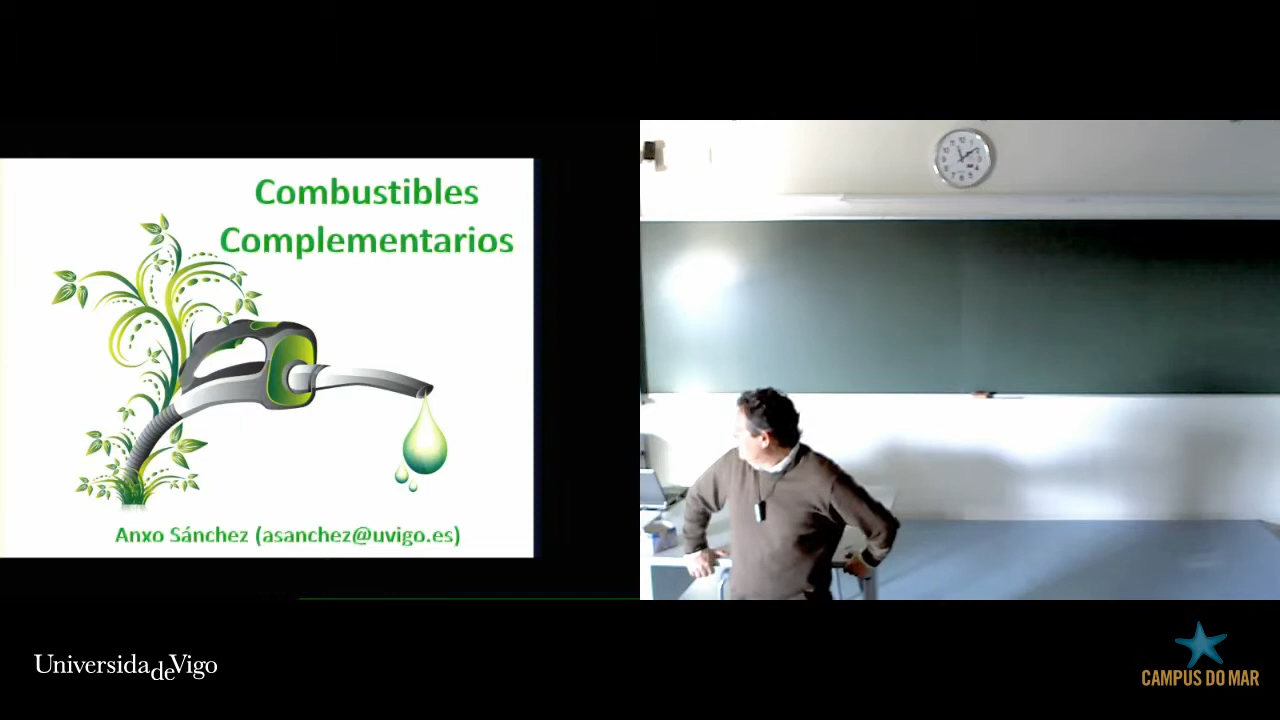 Combustibles
Complementarios
Anxo Sánchez (asanchez@uvigo.es)
UniversidadeVigo
CAMPUS DO MAR